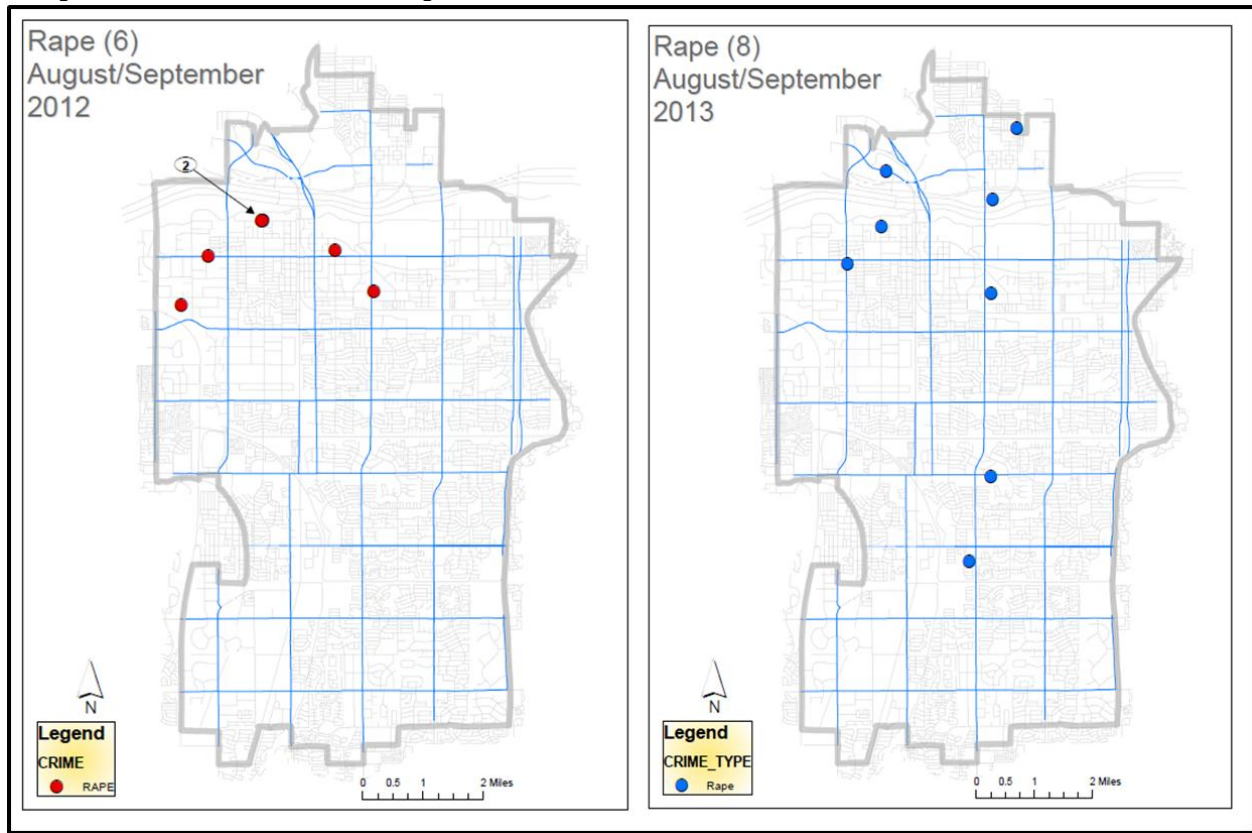 Rape (6)
August/September
2012
2
N
Legend
CRIME
RAPE
0 0.5 1 2 Miles
Rape (8)
August/September
2013
N
Legend
CRIME_TYPE
Rape
0 0.5 1 2 Miles